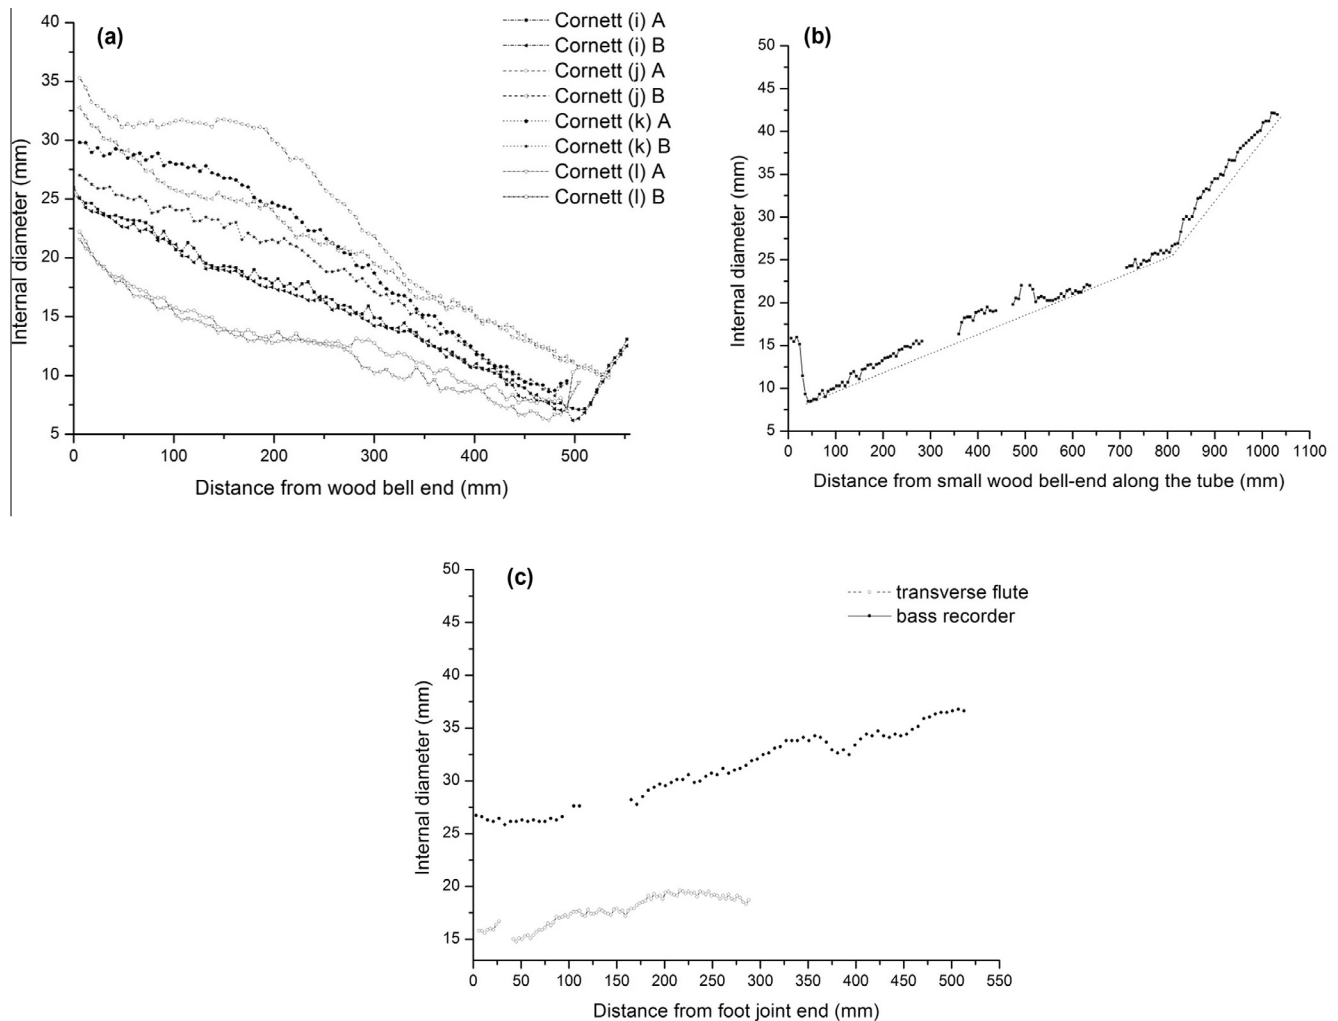 (a)
Cornett (i) A
Cornett (i) B
Cornett (j) A
Cornett (j) B
Cornett (k) A
Cornett (k) B
Cornett (l) A
Cornett (l) B
40
35
30
25
20
15
10
5
Internal diameter (mm)
0 100 200 300 400 500
Distance from wood bell end (mm)
(b)
50
45
40
35
30
25
20
15
10
5
Internal diameter (mm)
0 100 200 300 400 500 600 700 800 900 1000 1100
Distance from small wood bell-end along the tube (mm)
(c)
transverse flute
bass recorder
50
45
40
35
30
25
20
15
Internal diameter (mm)
0 50 100 150 200 250 300 350 400 450 500 550
Distance from foot joint end (mm)